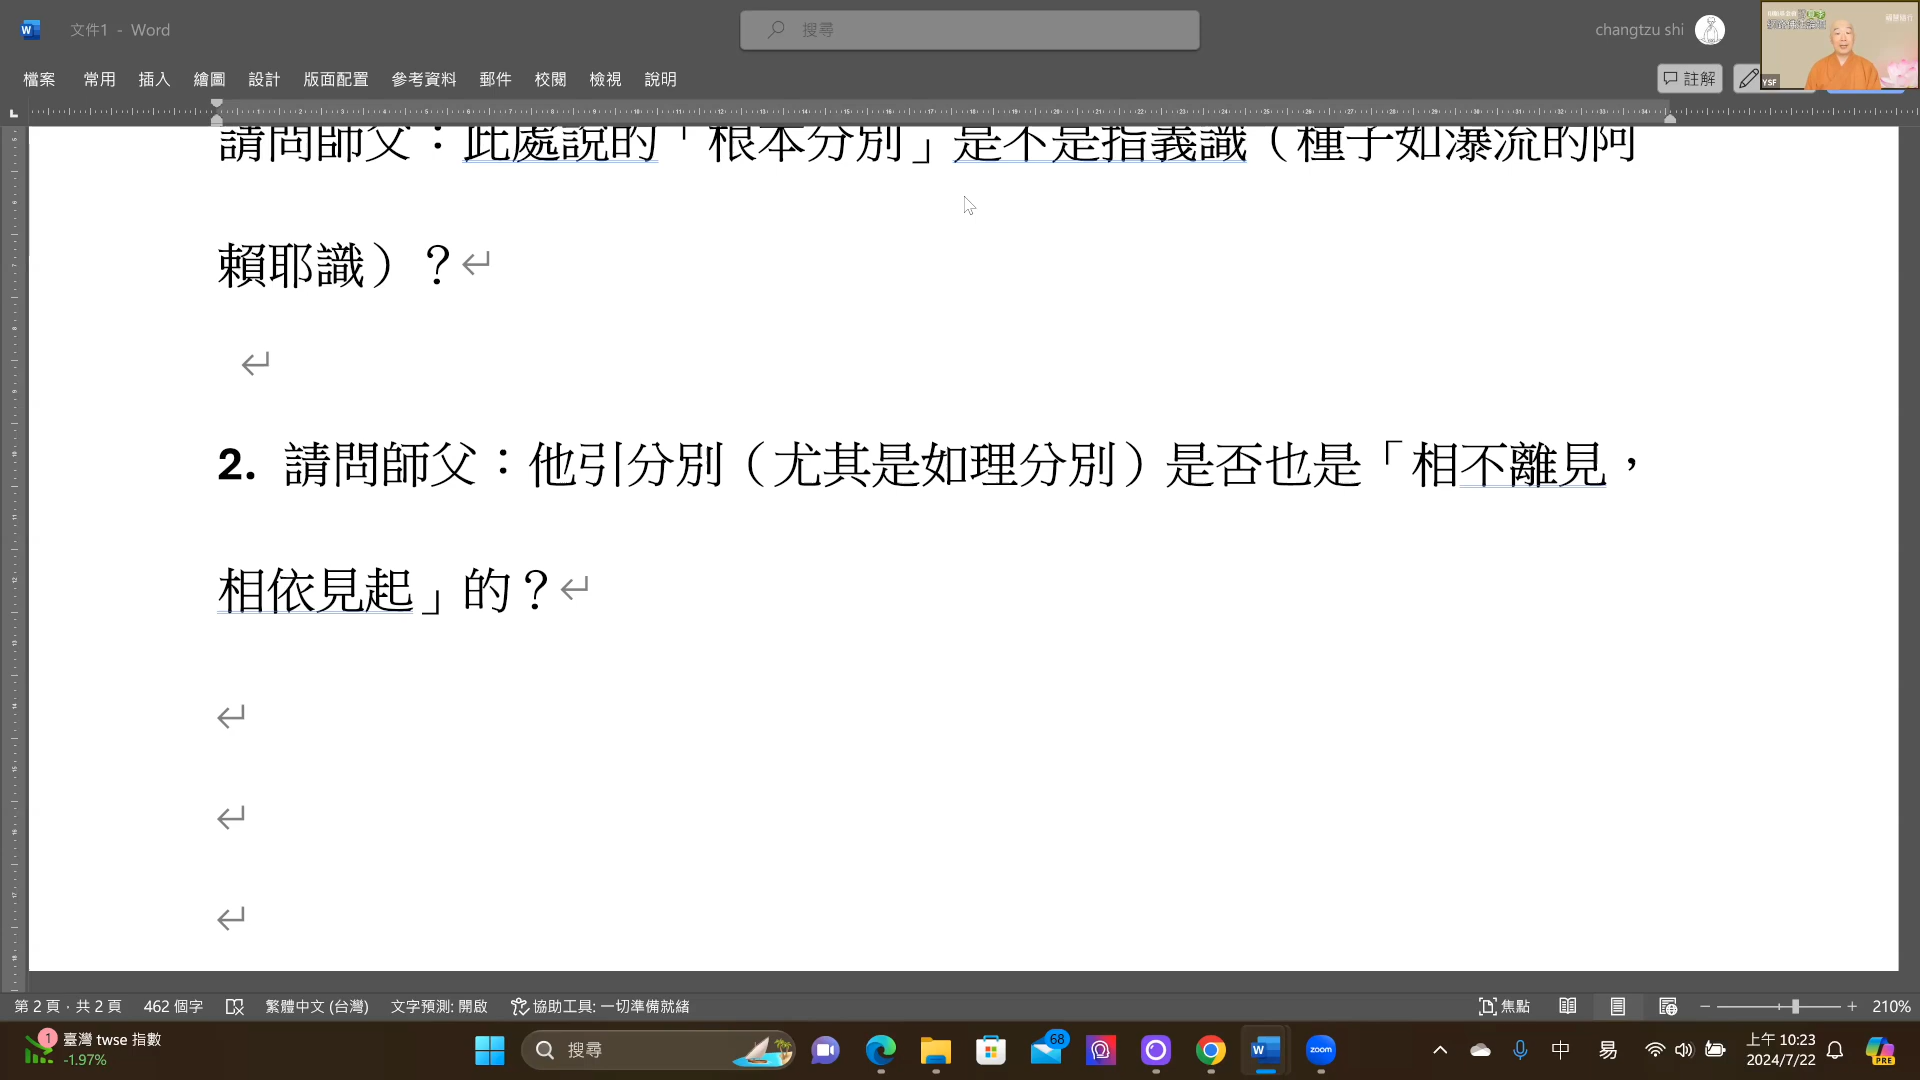 文件1 - Word
搜尋
changtzu shi
檔案 常用 插入 繪圖 設計 版面配置 參考資料 郵件 校閱 檢視 說明
註解
YSF
請問師父：此處說的「根本分別」是不是指義識（種子如瀑流的阿
賴耶識）？
2. 請問師父：他引分別（尤其是如理分別）是否也是「相不離見，
相依見起」的？
第 2 頁，共 2 頁 462 個字 繁體中文 (台灣) 文字預測: 開啟 協助工具: 一切準備就緒
焦點 210%
1 臺灣 twse 指數
-1.97%
搜尋
68
zoom
中 易
上午 10:23
2024/7/22
PRE